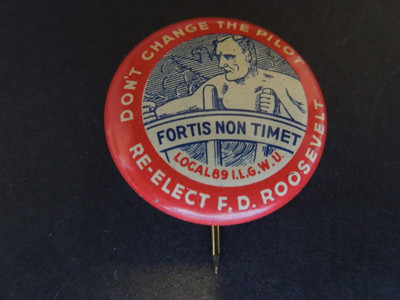 DON'T CHANGE THE PILOT
FORTIS NON TIMET
LOCAL 89 I.L.G.W.U.
RE-ELECT F. D. ROOSEVELT